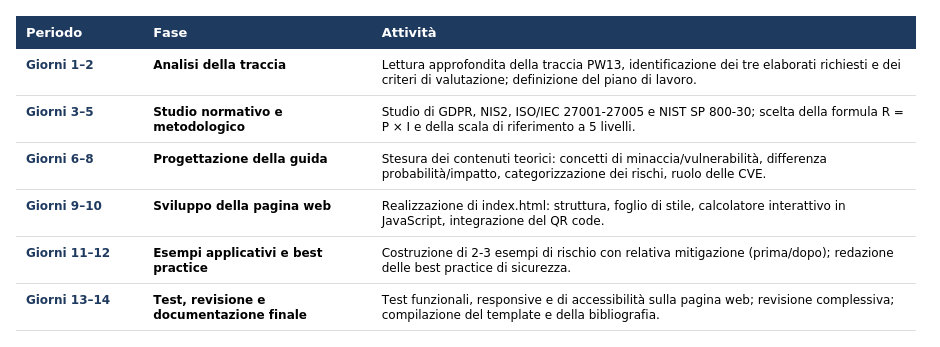 Periodo Fase Attività
Giorni 1–2 Analisi della traccia Lettura approfondita della traccia PW13, identificazione dei tre elaborati richiesti e dei
criteri di valutazione; definizione del piano di lavoro.
Giorni 3–5 Studio normativo e Studio di GDPR, NIS2, ISO/IEC 27001-27005 e NIST SP 800-30; scelta della formula R =
metodologico P × I e della scala di riferimento a 5 livelli.
Giorni 6–8 Progettazione della guida Stesura dei contenuti teorici: concetti di minaccia/vulnerabilità, differenza
probabilità/impatto, categorizzazione dei rischi, ruolo delle CVE.
Giorni 9–10 Sviluppo della pagina web Realizzazione di index.html: struttura, foglio di stile, calcolatore interattivo in
JavaScript, integrazione del QR code.
Giorni 11–12 Esempi applicativi e best Costruzione di 2-3 esempi di rischio con relativa mitigazione (prima/dopo); redazione
practice delle best practice di sicurezza.
Giorni 13–14 Test, revisione e Test funzionali, responsive e di accessibilità sulla pagina web; revisione complessiva;
documentazione finale compilazione del template e della bibliografia.